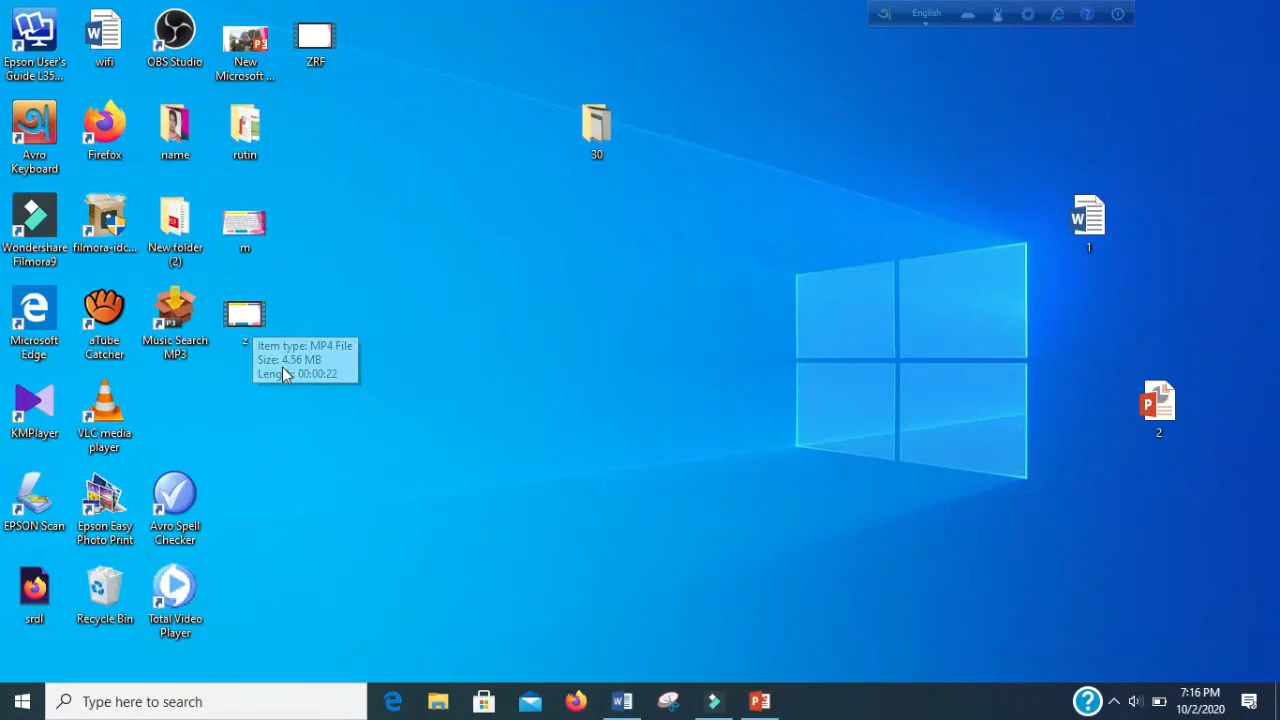 English
Epson User's
Guide L35...
wifi
OBS Studio
New
Microsoft ...
ZRF
Avro
Keyboard
Firefox
name
rutin
30
Wondershare
Filmora9
filmora-idc...
New folder
(2)
m
1
Microsoft
Edge
aTube
Catcher
Music Search
MP3
z
Item type: MP4 File
Size: 4.56 MB
00:00:22
KMPlayer
VLC media
player
2
EPSON Scan
Epson Easy
Photo Print
Avro Spell
Checker
srdl
Recycle Bin
Total Video
Player
Type here to search
7:16 PM
10/2/2020